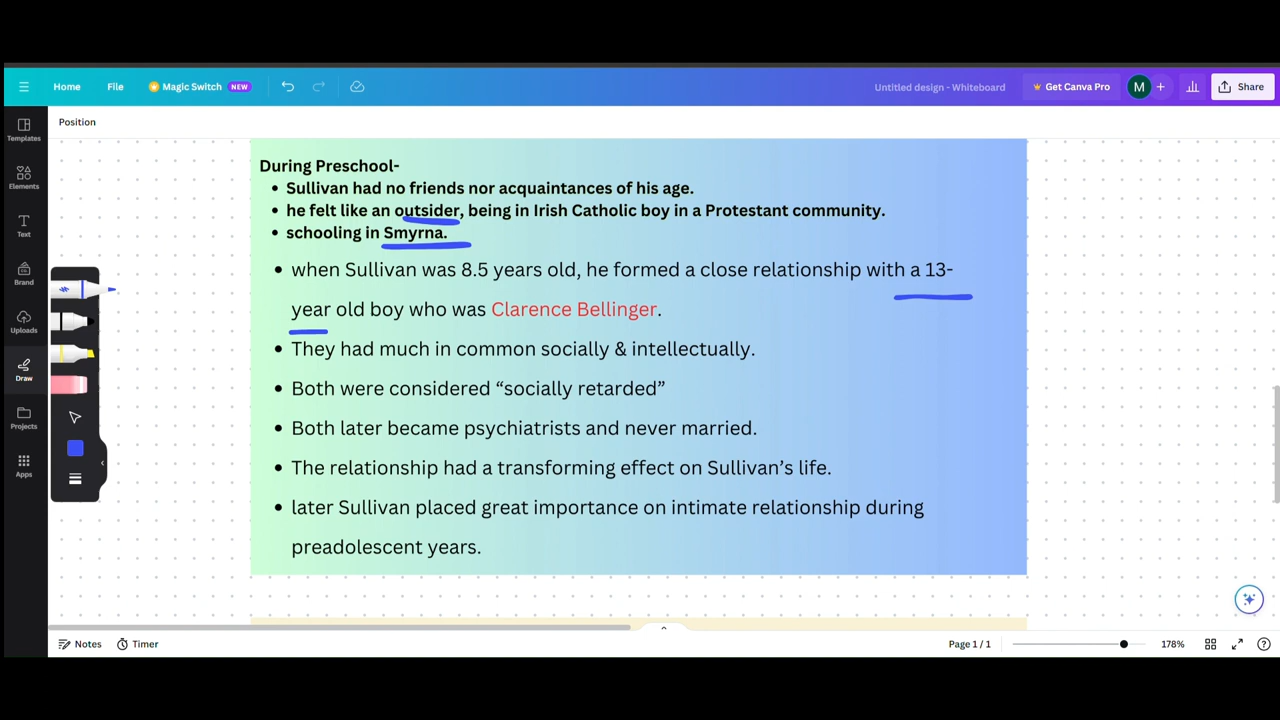 Home File Magic Switch NEW Untitled design - Whiteboard Get Canva Pro M + Share
Position
Templates
Elements
Text
Brand
Uploads
Draw
Projects
Apps
During Preschool-
• Sullivan had no friends nor acquaintances of his age.
• he felt like an outsider, being in Irish Catholic boy in a Protestant community.
• schooling in Smyrna.
• when Sullivan was 8.5 years old, he formed a close relationship with a 13-
year old boy who was Clarence Bellinger.
• They had much in common socially & intellectually.
• Both were considered “socially retarded”
• Both later became psychiatrists and never married.
• The relationship had a transforming effect on Sullivan’s life.
• later Sullivan placed great importance on intimate relationship during
preadolescent years.
Notes Timer Page 1 / 1 178%